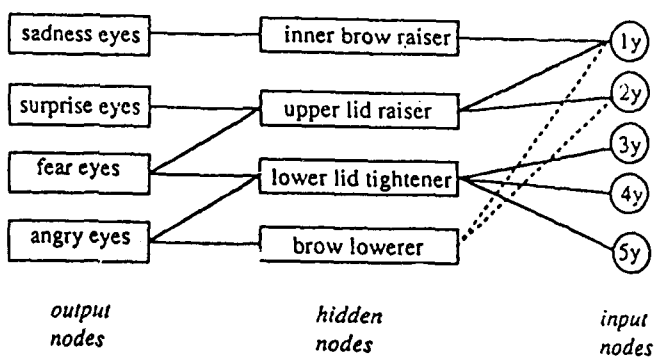 sadness eyes
inner brow raiser
1y
surprise eyes
upper lid raiser
2y
fear eyes
lower lid tightener
3y
4y
angry eyes
brow lowerer
5y
output
nodes
hidden
nodes
input
nodes